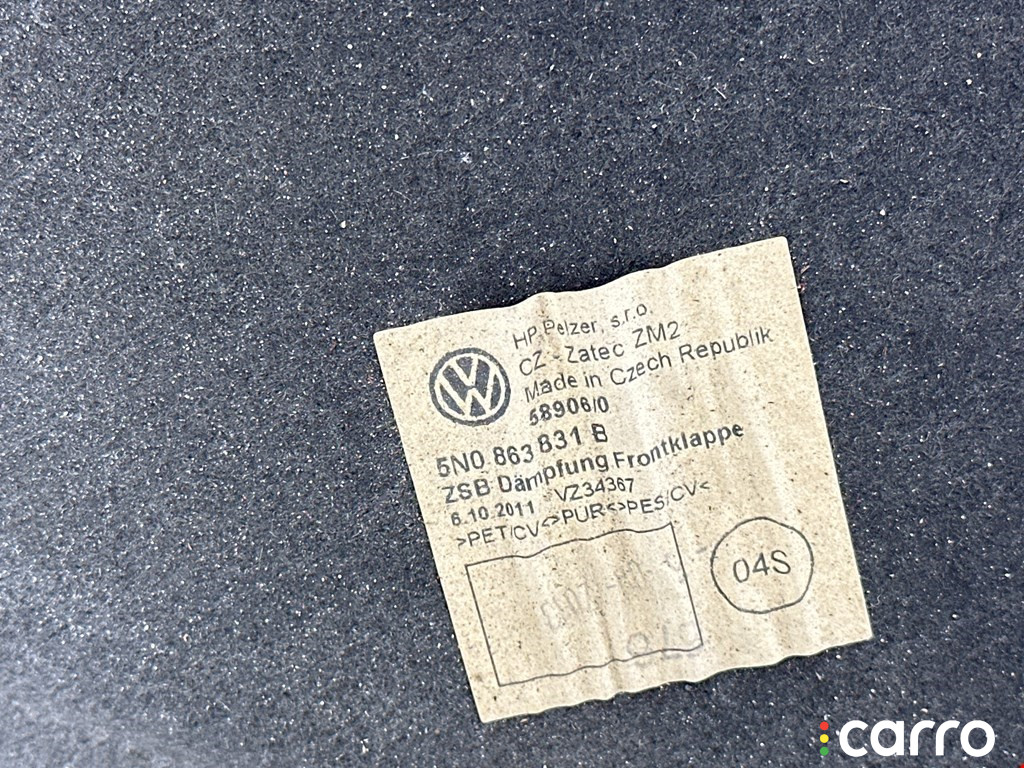 HP-Pelzer, s.r.o
CZ - Zatec ZM2
Made in Czech Republik
58906/0
5N0 863 831 B
ZSB Dämpfung Frontklappe
6.10.2011 VZ34367
>PET/CV<>PUR<>PES/CV<
04S
carro